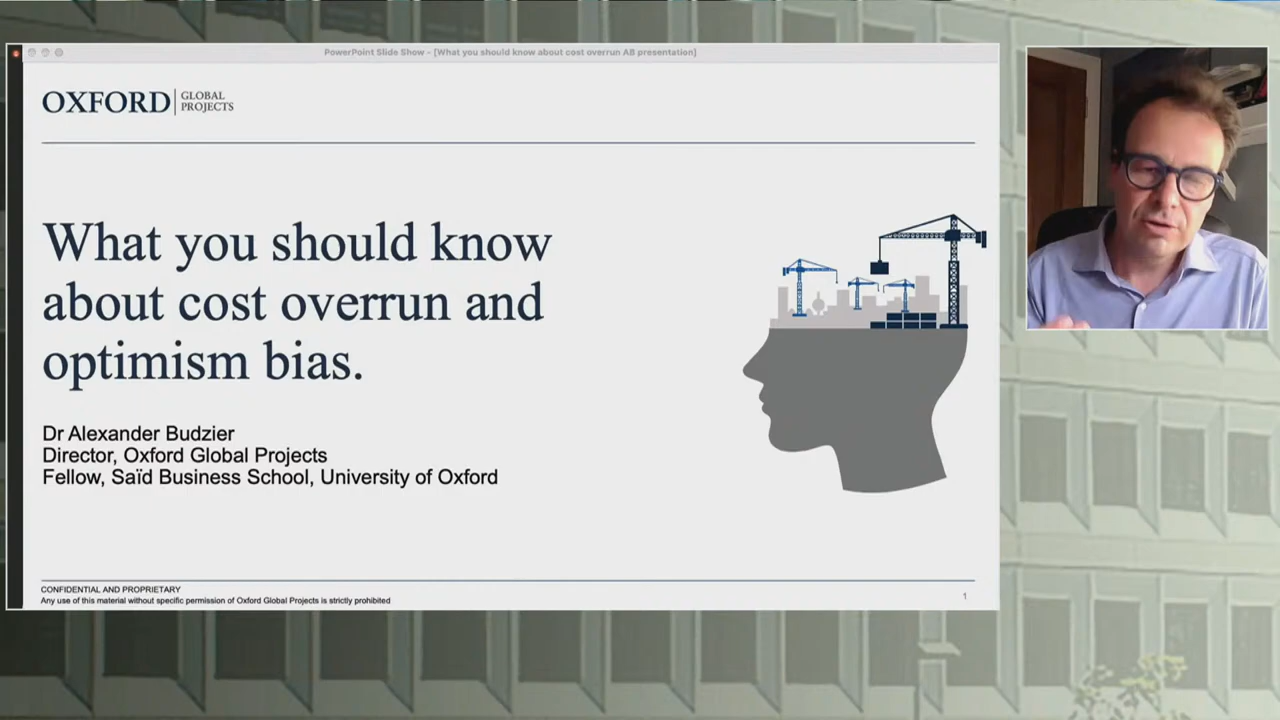 PowerPoint Slide Show - [What you should know about cost overrun AB presentation]
OXFORD
GLOBAL
PROJECTS
What you should know
about cost overrun and
optimism bias.
Dr Alexander Budzier
Director, Oxford Global Projects
Fellow, Saïd Business School, University of Oxford
CONFIDENTIAL AND PROPRIETARY
Any use of this material without specific permission of Oxford Global Projects is strictly prohibited
1